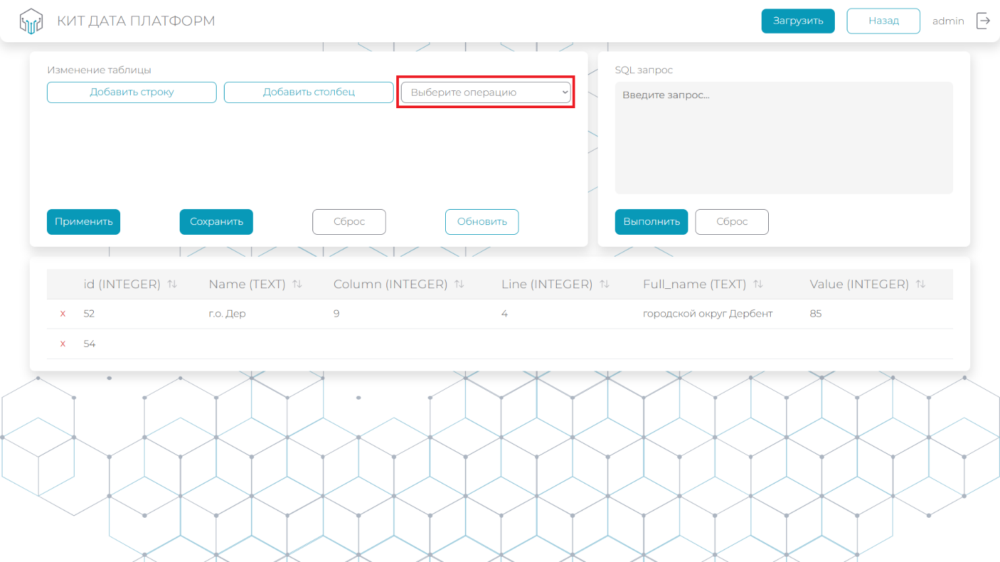 КИТ ДАТА ПЛАТФОРМ
Загрузить
Назад
admin
Изменение таблицы
Добавить строку
Добавить столбец
Выберите операцию
Применить
Сохранить
Сброс
Обновить
SQL запрос
Введите запрос...
Выполнить
Сброс
id (INTEGER) Name (TEXT) Column (INTEGER) Line (INTEGER) Full_name (TEXT) Value (INTEGER)
x 52 г.о. Дер 9 4 городской округ Дербент 85
x 54